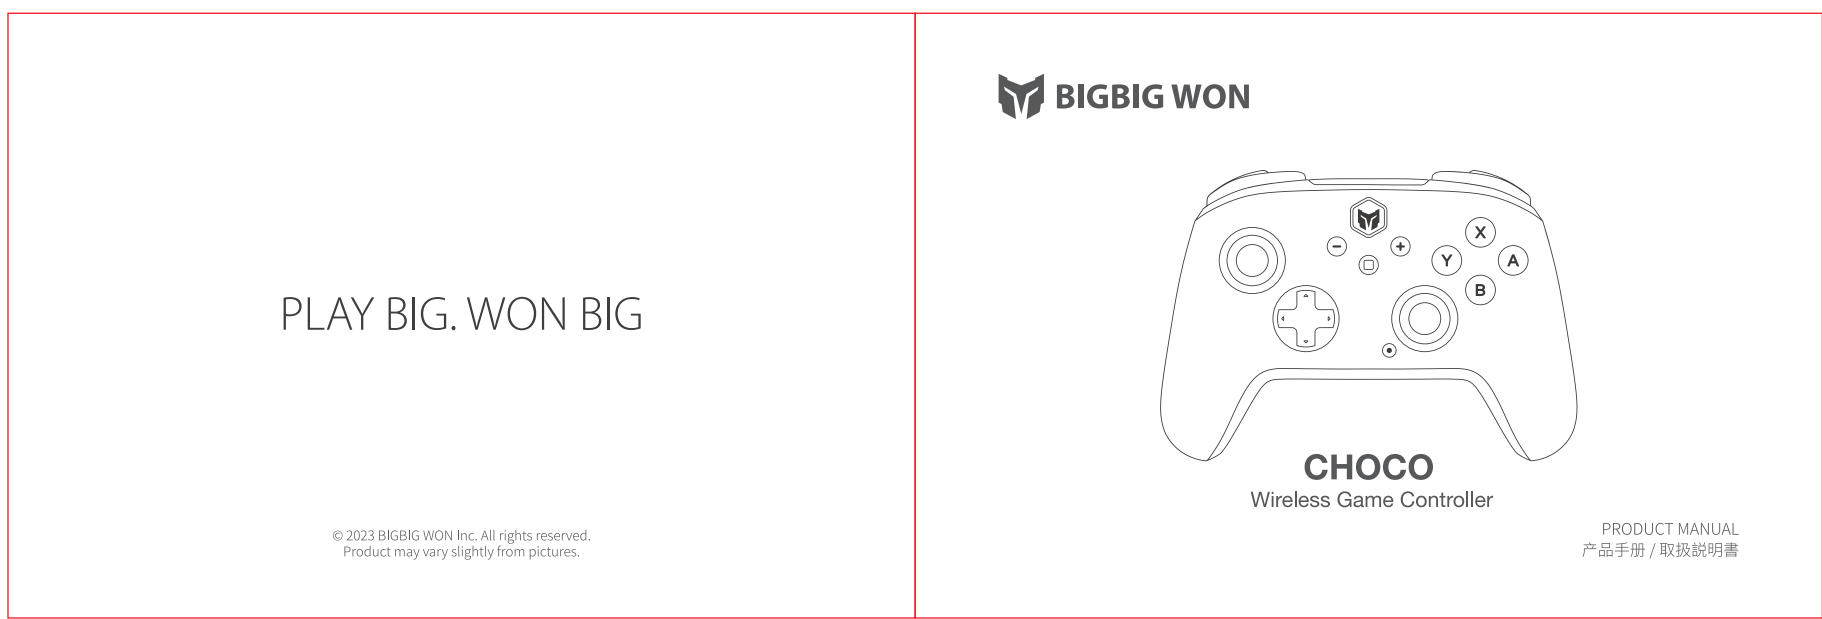 PLAY BIG. WON BIG
© 2023 BIGBIG WON Inc. All rights reserved.
Product may vary slightly from pictures.
BIGBIG WON
X
Y
A
B
CHOCO
Wireless Game Controller
PRODUCT MANUAL
产品手册 / 取扱説明書